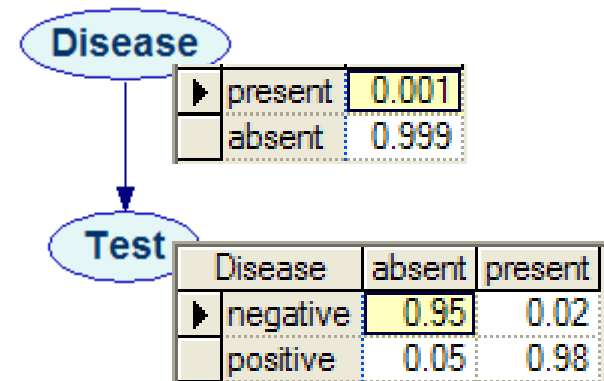 Disease
present 0.001
absent 0.999
Test
Disease absent present
negative 0.95 0.02
positive 0.05 0.98